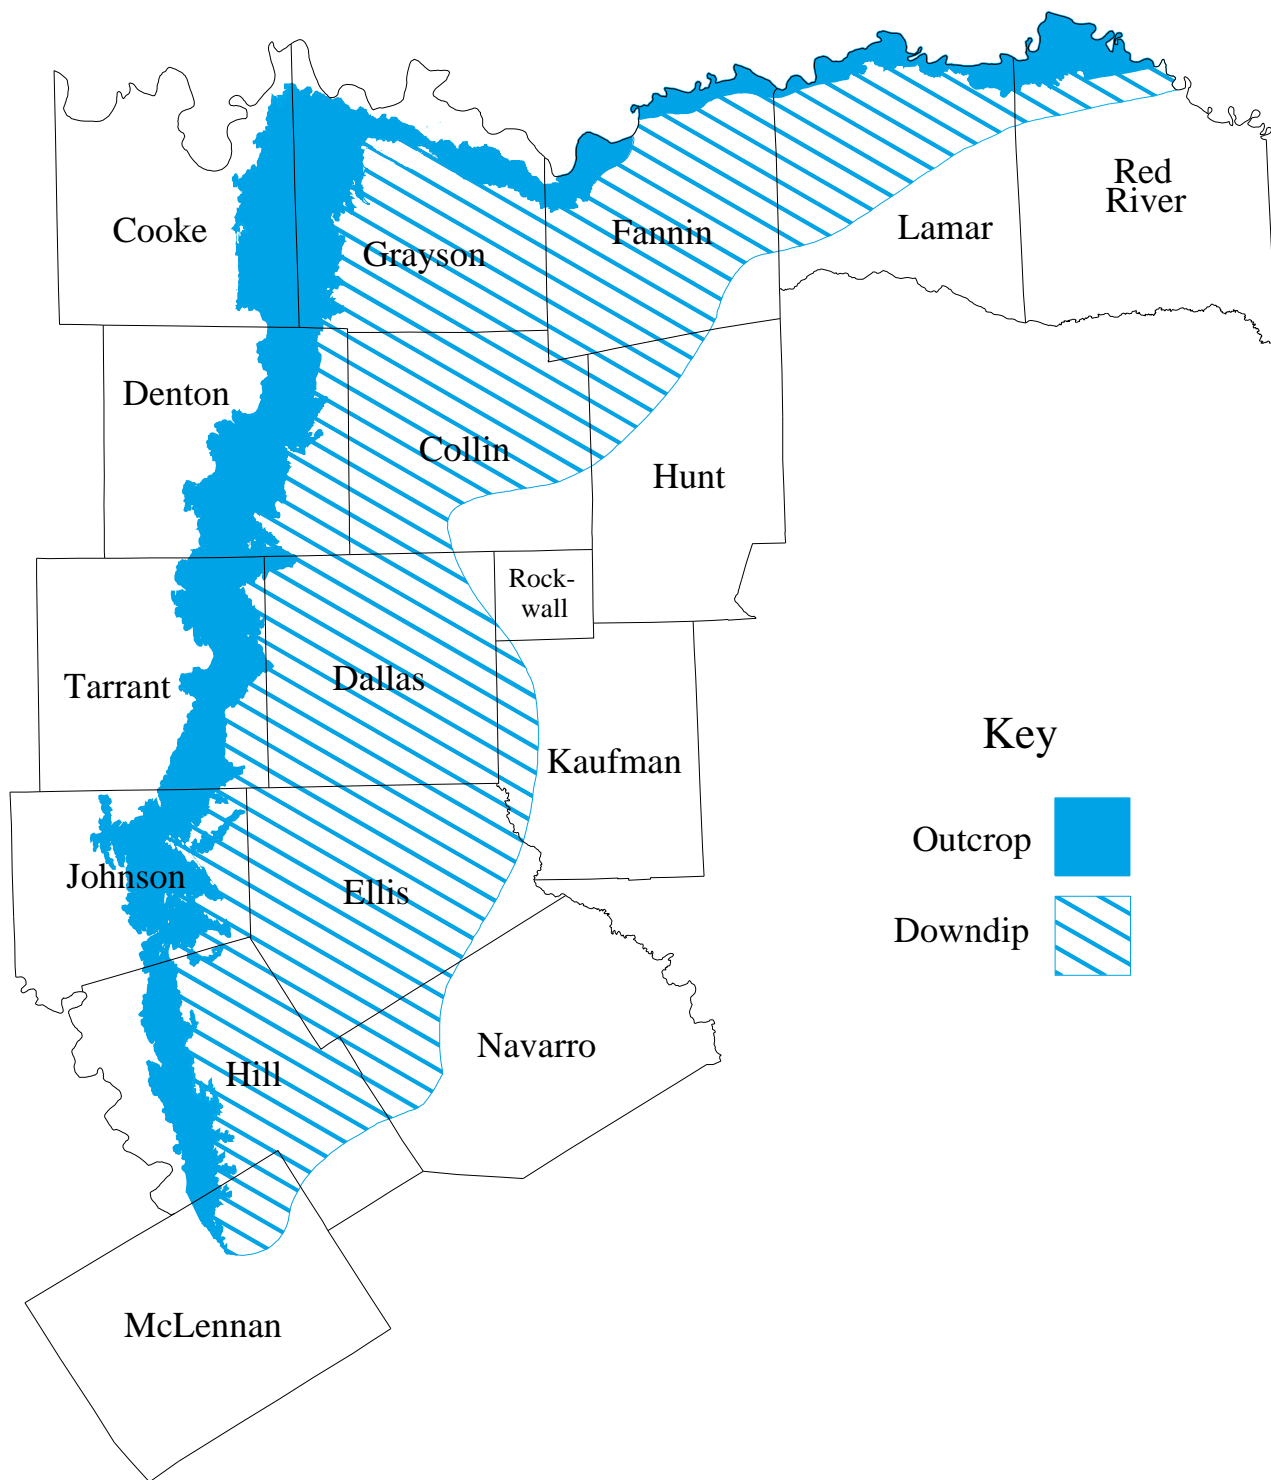 Red
River
Cooke
Grayson
Fannin
Lamar
Denton
Collin
Hunt
Rock-
wall
Tarrant
Dallas
Kaufman
Key
Outcrop
Johnson
Ellis
Downdip
Hill
Navarro
McLennan